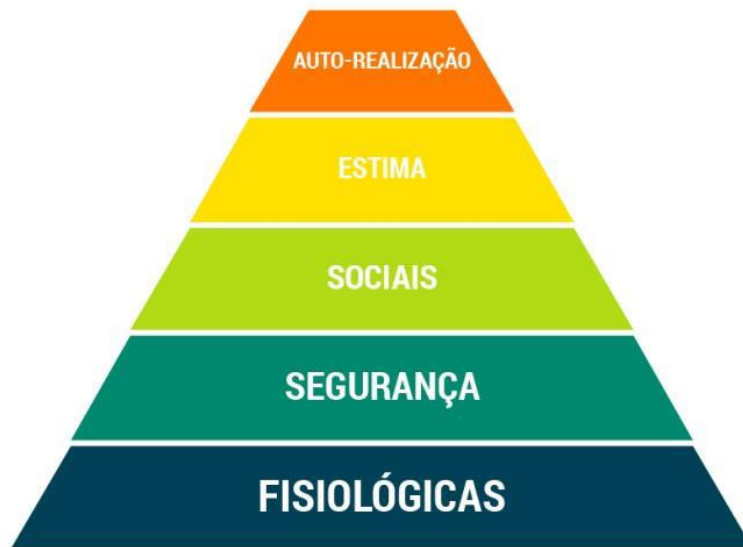 AUTO-REALIZAÇÃO
ESTIMA
SOCIAIS
SEGURANÇA
FISIOLÓGICAS